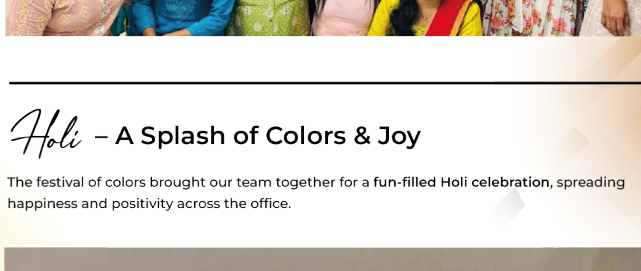 Holi – A Splash of Colors & Joy
The festival of colors brought our team together for a fun-filled Holi celebration, spreading
happiness and positivity across the office.